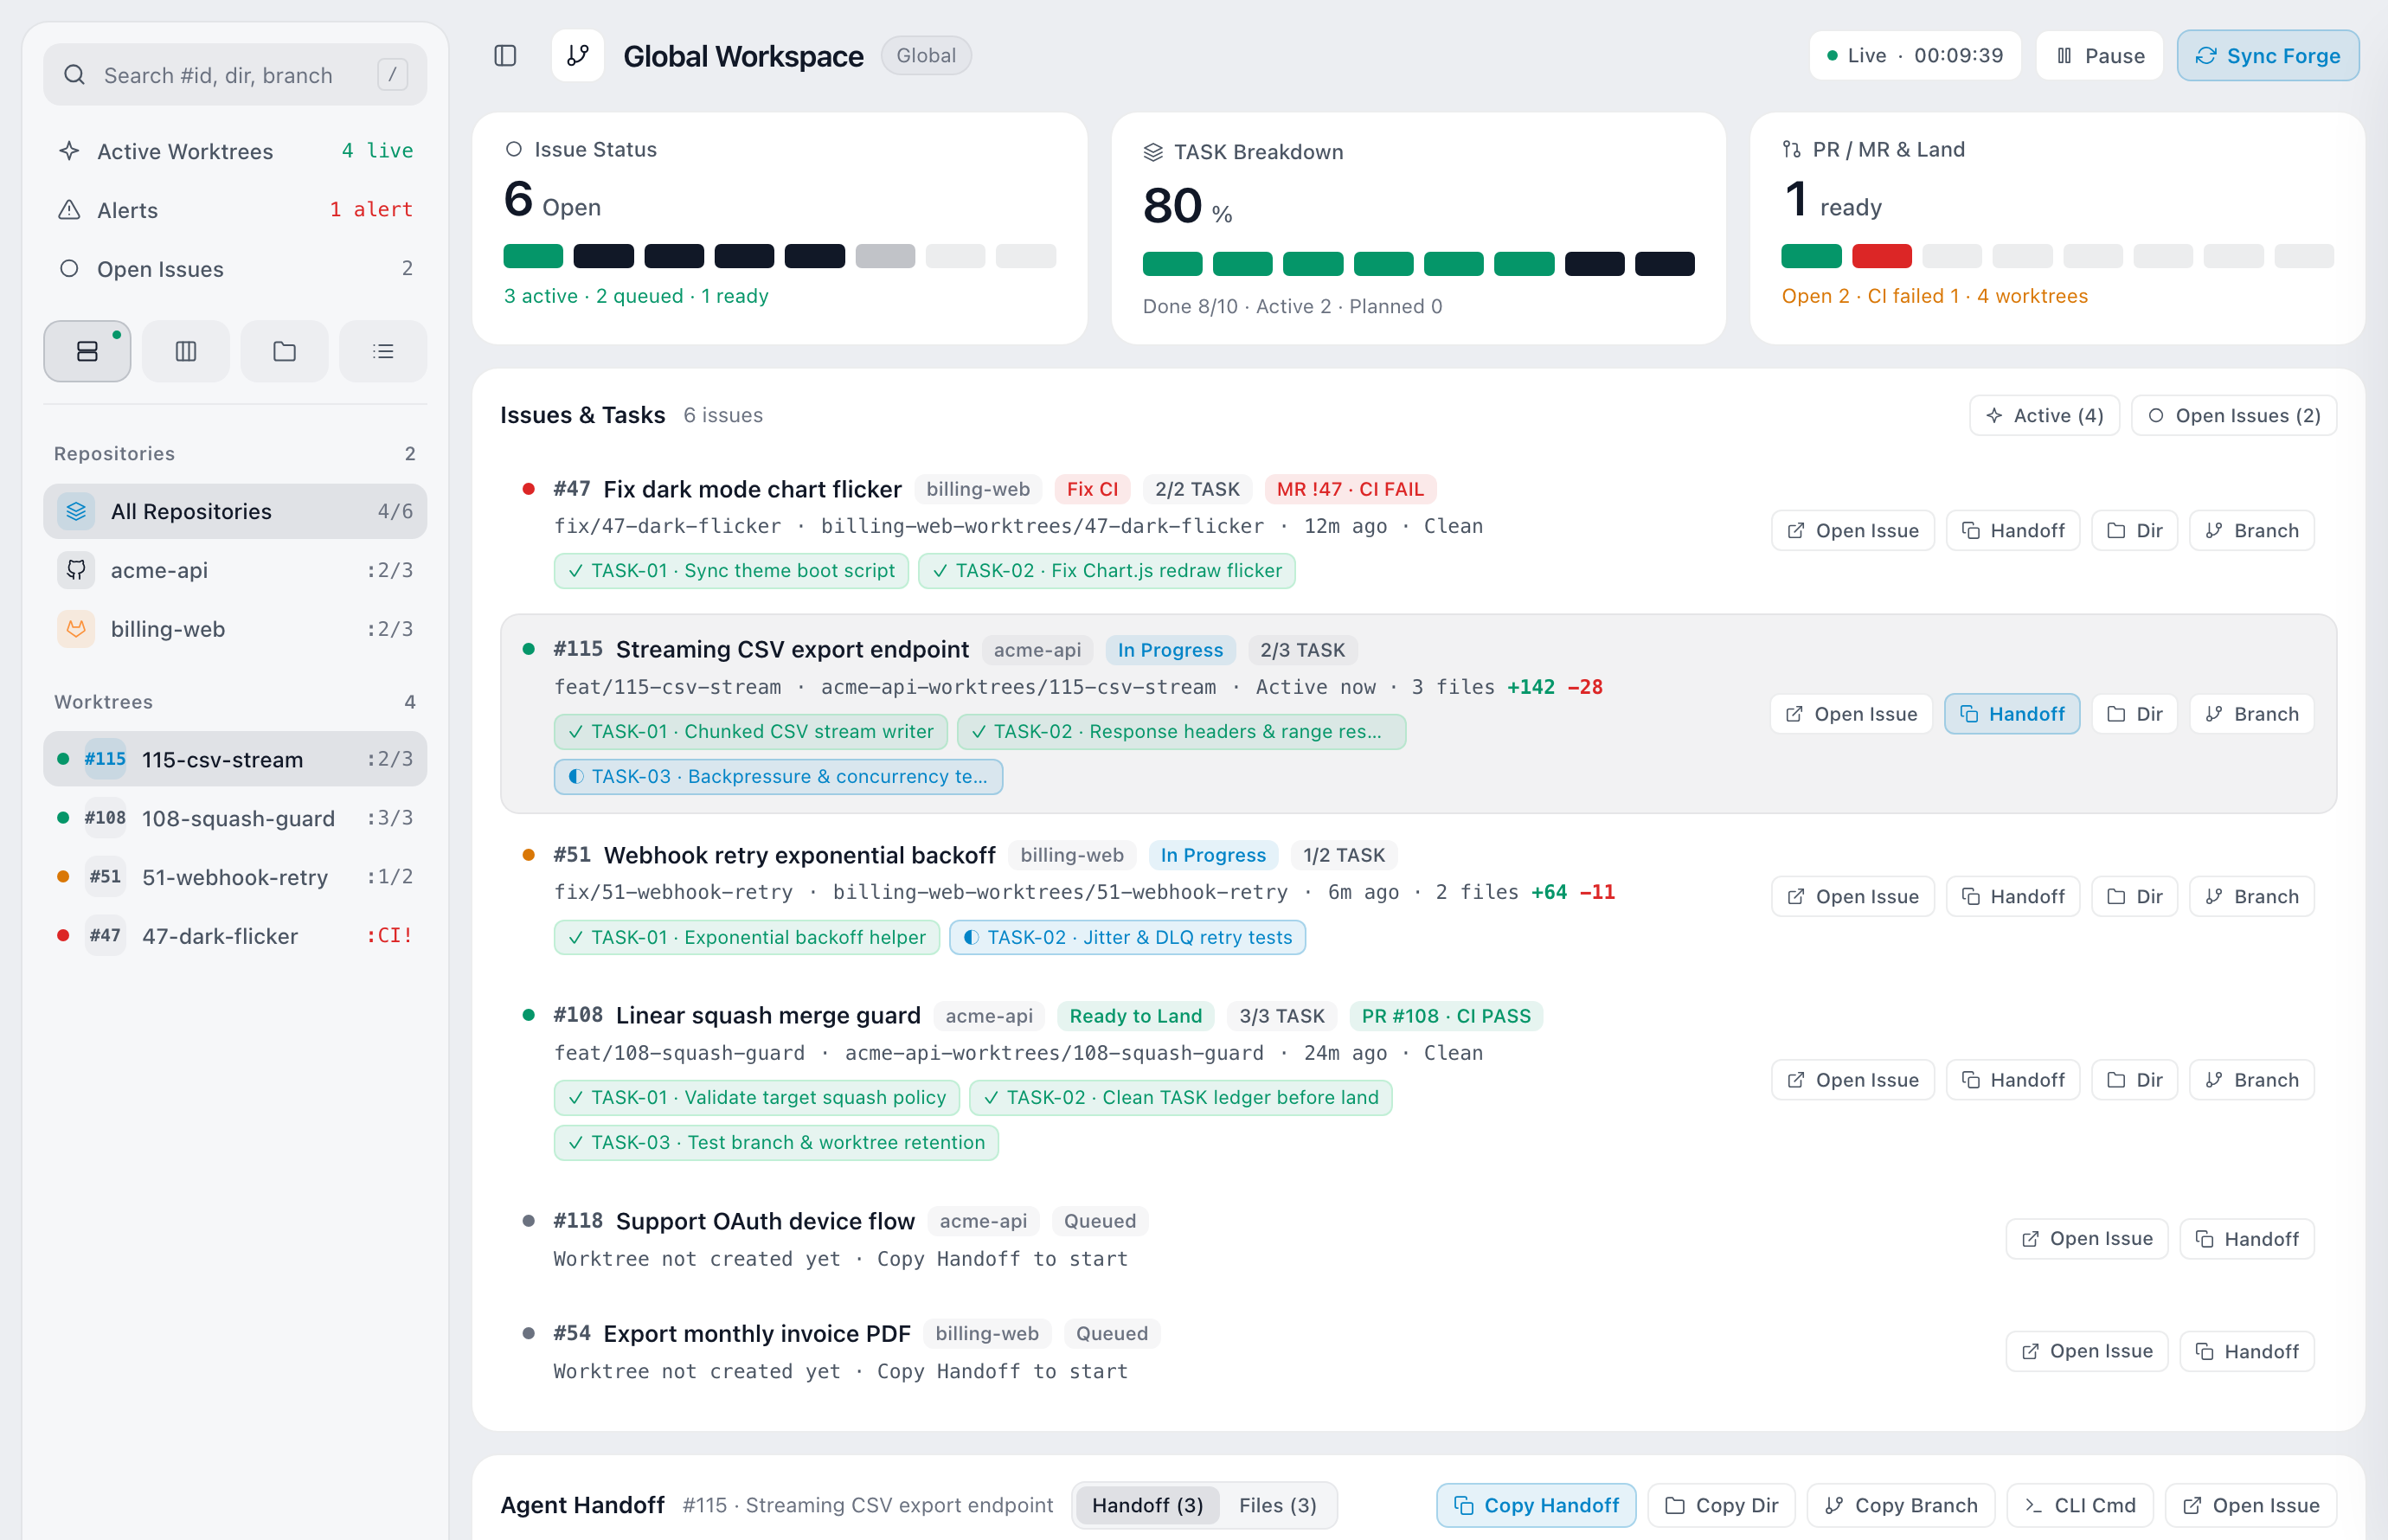 Search #id, dir, branch /
Active Worktrees 4 live
Alerts 1 alert
Open Issues 2
Repositories 2
All Repositories 4/6
acme-api :2/3
billing-web :2/3
Worktrees 4
#115 115-csv-stream :2/3
#108 108-squash-guard :3/3
#51 51-webhook-retry :1/2
#47 47-dark-flicker :CI!
Global Workspace Global
Live · 00:09:39 Pause Sync Forge
Issue Status
6 Open
3 active · 2 queued · 1 ready
TASK Breakdown
80 %
Done 8/10 · Active 2 · Planned 0
PR / MR & Land
1 ready
Open 2 · CI failed 1 · 4 worktrees
Issues & Tasks 6 issues Active (4) Open Issues (2)
#47 Fix dark mode chart flicker billing-web Fix CI 2/2 TASK MR !47 · CI FAIL
fix/47-dark-flicker · billing-web-worktrees/47-dark-flicker · 12m ago · Clean
Open Issue Handoff Dir Branch
✓ TASK-01 · Sync theme boot script ✓ TASK-02 · Fix Chart.js redraw flicker
#115 Streaming CSV export endpoint acme-api In Progress 2/3 TASK
feat/115-csv-stream · acme-api-worktrees/115-csv-stream · Active now · 3 files +142 -28
Open Issue Handoff Dir Branch
✓ TASK-01 · Chunked CSV stream writer ✓ TASK-02 · Response headers & range res...
TASK-03 · Backpressure & concurrency te...
#51 Webhook retry exponential backoff billing-web In Progress 1/2 TASK
fix/51-webhook-retry · billing-web-worktrees/51-webhook-retry · 6m ago · 2 files +64 -11
Open Issue Handoff Dir Branch
✓ TASK-01 · Exponential backoff helper TASK-02 · Jitter & DLQ retry tests
#108 Linear squash merge guard acme-api Ready to Land 3/3 TASK PR #108 · CI PASS
feat/108-squash-guard · acme-api-worktrees/108-squash-guard · 24m ago · Clean
Open Issue Handoff Dir Branch
✓ TASK-01 · Validate target squash policy ✓ TASK-02 · Clean TASK ledger before land
✓ TASK-03 · Test branch & worktree retention
#118 Support OAuth device flow acme-api Queued
Open Issue Handoff
Worktree not created yet · Copy Handoff to start
#54 Export monthly invoice PDF billing-web Queued
Open Issue Handoff
Worktree not created yet · Copy Handoff to start
Agent Handoff #115 · Streaming CSV export endpoint Handoff (3) Files (3) Copy Handoff Copy Dir Copy Branch CLI Cmd Open Issue